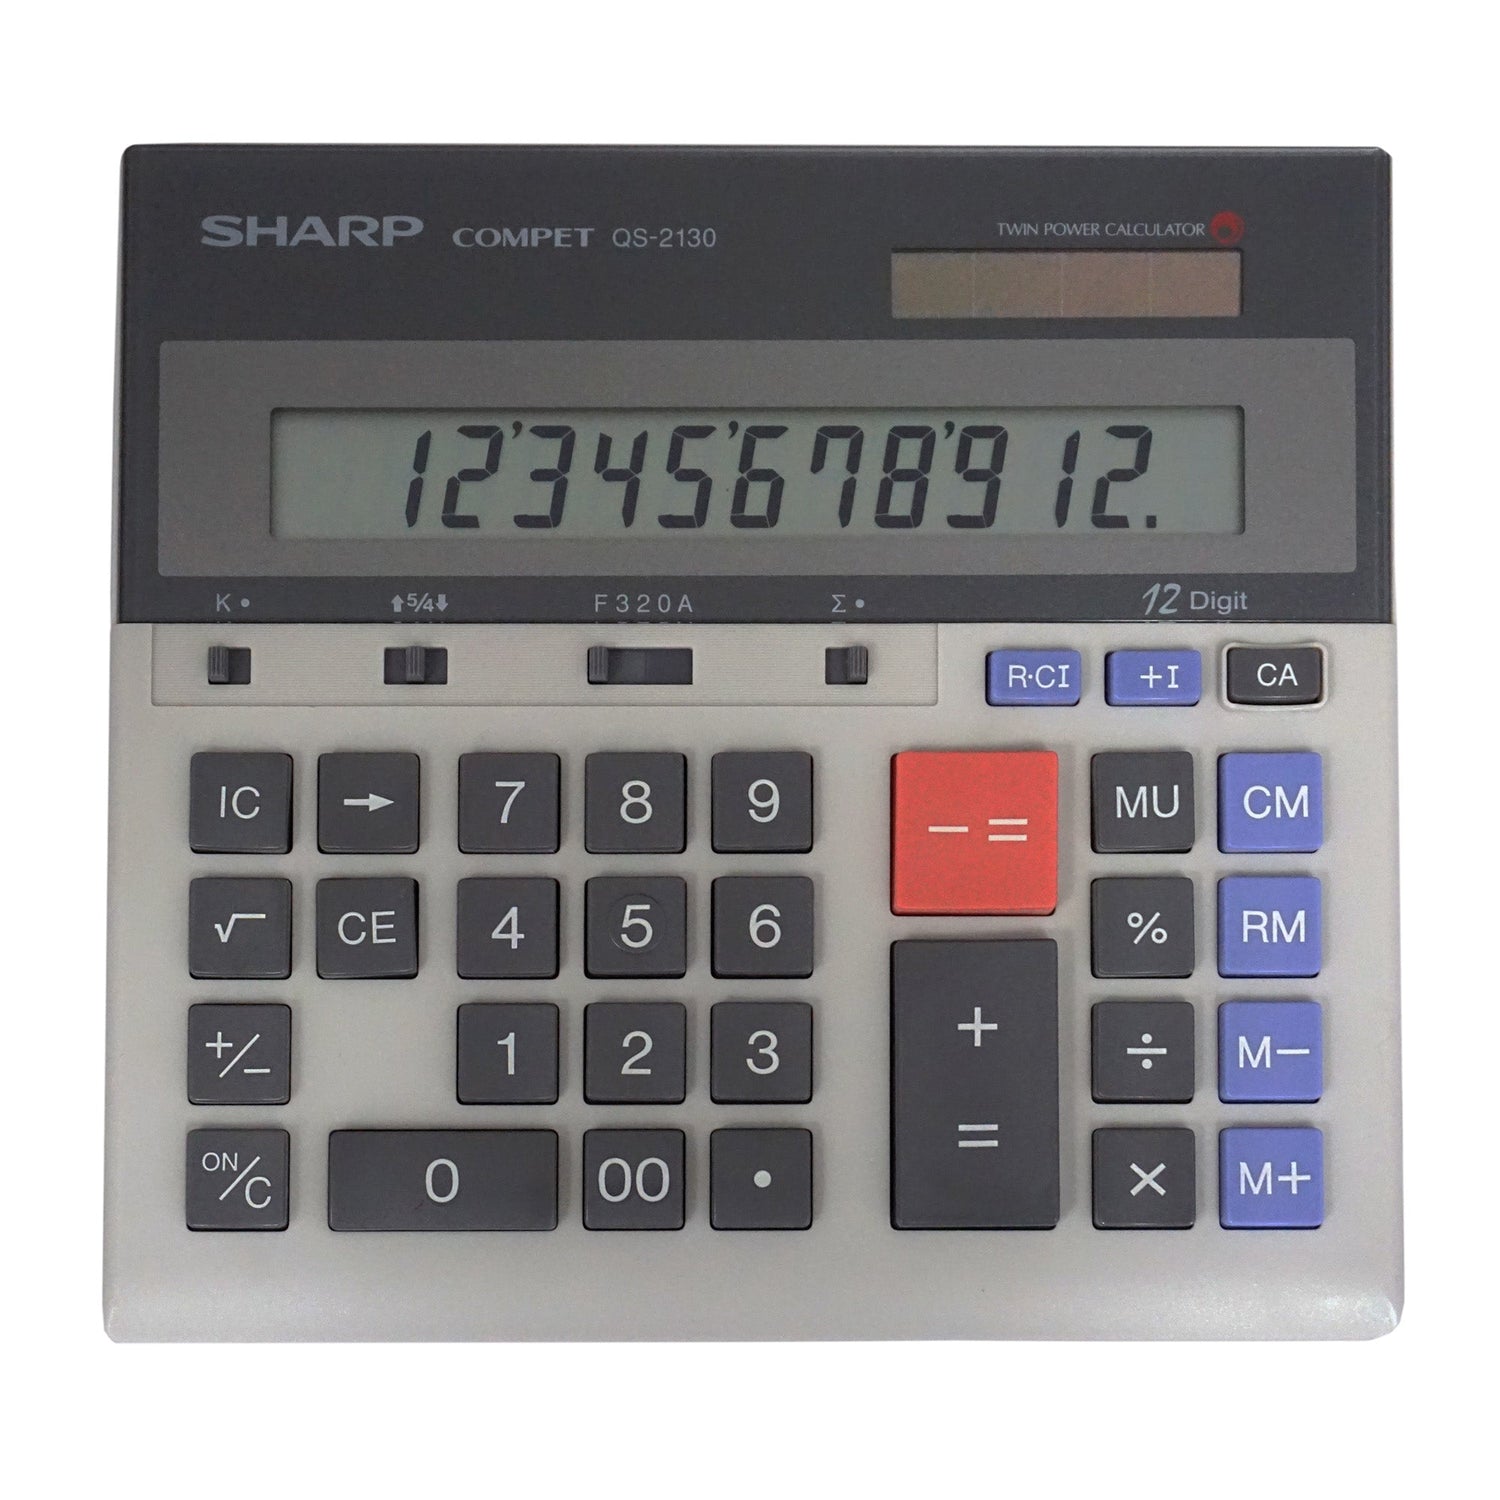 SHARP COMPET QS-2130
TWIN POWER CALCULATOR
12'345'678'912.
K • ⬆5/4⬇ F 3 2 0 A Σ • 12 Digit
R·CI +I CA
IC → 7 8 9 − = MU CM
√ CE 4 5 6 % RM
+/− 1 2 3 + = ÷ M−
ON/C 0 00 • × M+